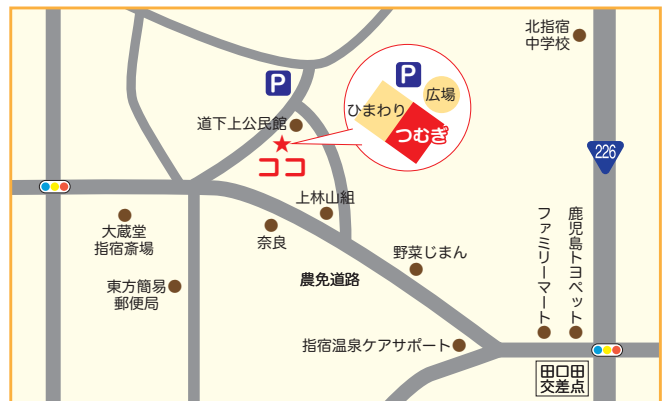 北指宿
中学校
P
P
広場
ひまわり
つむぎ
道下上公民館
ココ
226
上林山組
大蔵堂
指宿斎場
奈良
野菜じまん
ファミリーマート
鹿児島トヨペット
農免道路
東方簡易
郵便局
指宿温泉ケアサポート
田口田
交差点